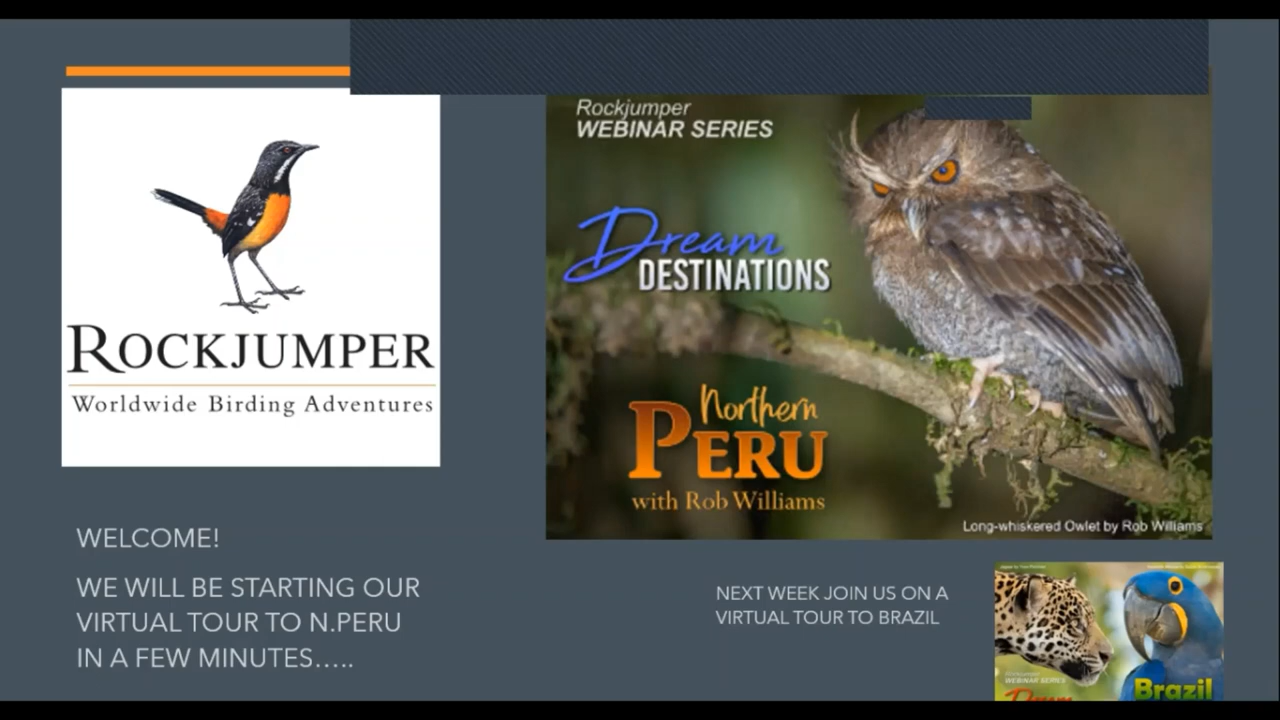 ROCKJUMPER
Worldwide Birding Adventures
WELCOME!
WE WILL BE STARTING OUR
VIRTUAL TOUR TO N.PERU
IN A FEW MINUTES.....
Rockjumper
WEBINAR SERIES
Dream
DESTINATIONS
Northern
PERU
with Rob Williams
Long-whiskered Owlet by Rob Williams
NEXT WEEK JOIN US ON A
VIRTUAL TOUR TO BRAZIL
Rockjumper
WEBINAR SERIES
Dream
Brazil